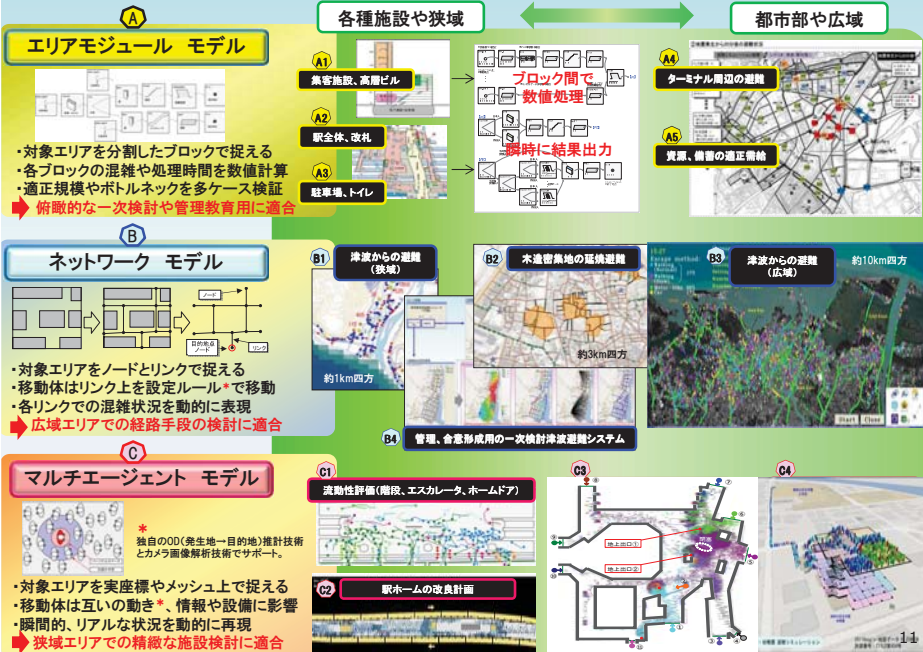 各種施設や狭域
都市部や広域
A
エリアモジュール モデル
・対象エリアを分割したブロックで捉える
・各ブロックの混雑や処理時間を数値計算
・適正規模やボトルネックを多ケース検証
俯瞰的な一次検討や管理教育用に適合
A1
集客施設、高層ビル
A2
駅全体、改札
A3
駐車場、トイレ
ブロック間で
数値処理
瞬時に結果出力
A4
ターミナル周辺の避難
A5
資源、備蓄の適正需給
B
ネットワーク モデル
ノード
目的地点
ノード
リンク
・対象エリアをノードとリンクで捉える
・移動体はリンク上を設定ルール*で移動
・各リンクでの混雑状況を動的に表現
広域エリアでの経路手段の検討に適合
B1
津波からの避難
(狭域)
約1km四方
B2
木造密集地の延焼避難
約3km四方
B3
津波からの避難
(広域)
約10km四方
15:27
Escape method:
Start Close
B4
管理、合意形成用の一次検討津波避難システム
C
マルチエージェント モデル
*
独自のOD(発生地→目的地)推計技術
とカメラ画像解析技術でサポート。
・対象エリアを実座標やメッシュ上で捉える
・移動体は互いの動き*、情報や設備に影響
・瞬間的、リアルな状況を動的に再現
狭域エリアでの精緻な施設検討に適合
C1
流動性評価(階段、エスカレータ、ホームドア)
C2
駅ホームの改良計画
C3
地上出口①
地上出口②
閉塞
⑧
⑦
⑥
⑤
⑨
⑩
⑪
①
②
③
④
C4
11